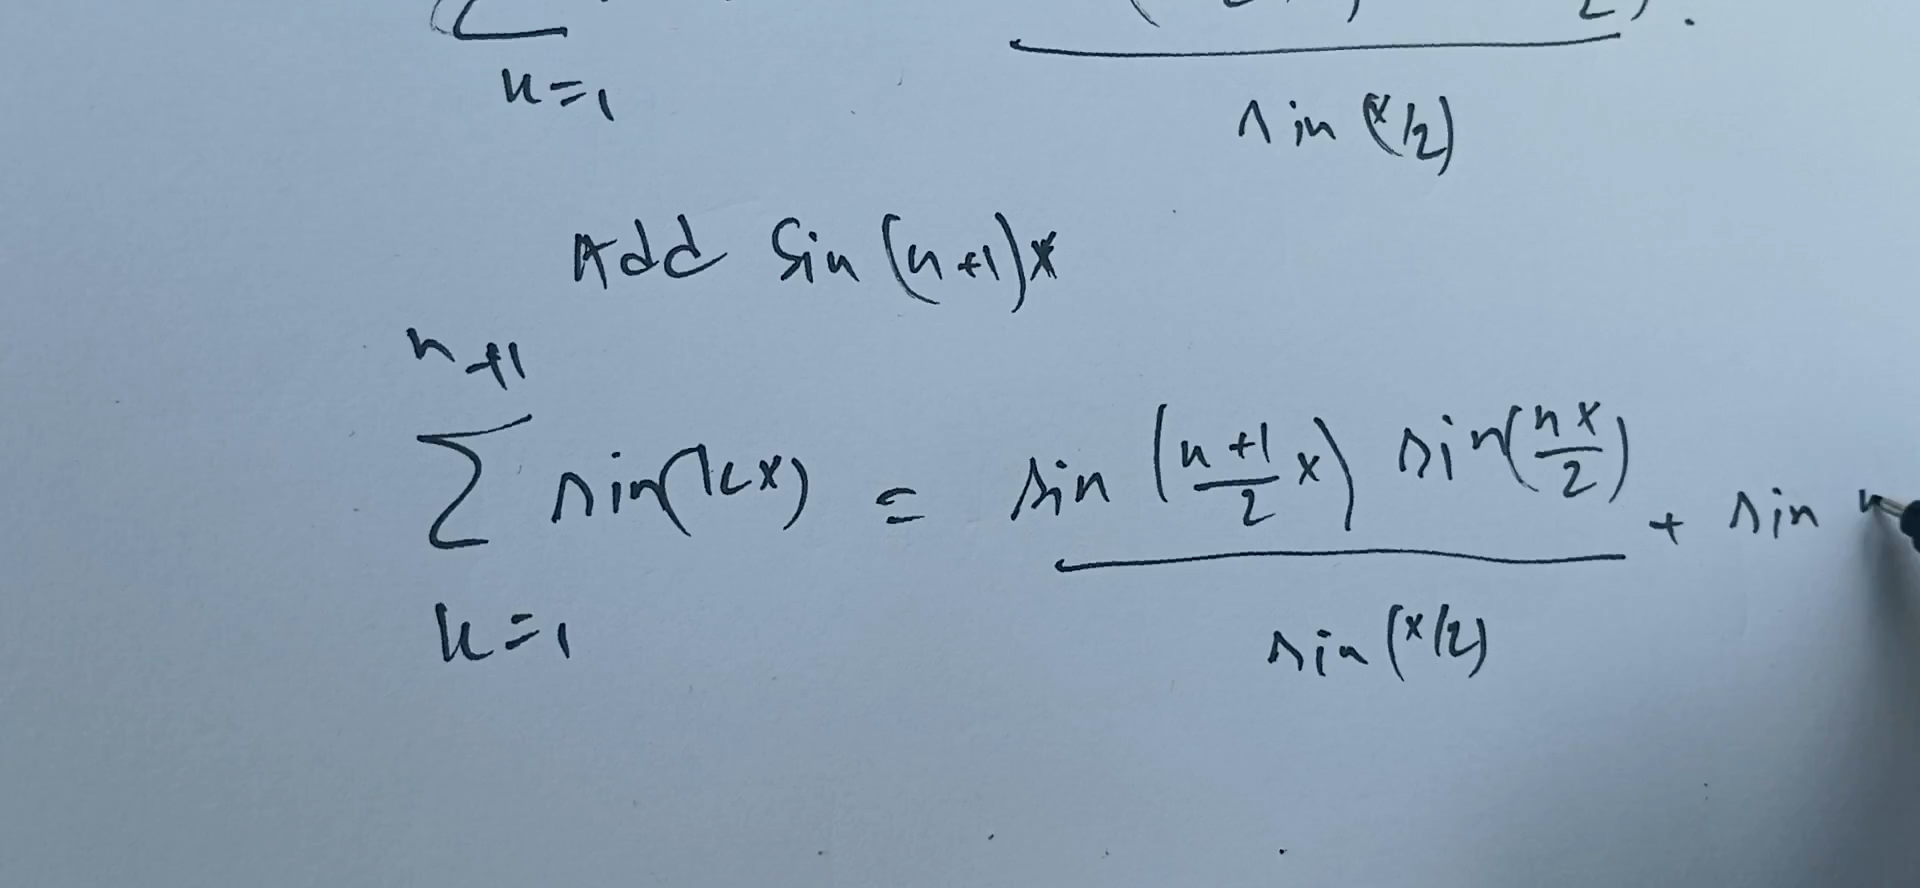 k=1
sin (x/2)
Add Sin (n+1)x
n+1
∑ sin(kx) = sin (n+1/2 x) sin(nx/2) + sin
k=1
sin (x/2)